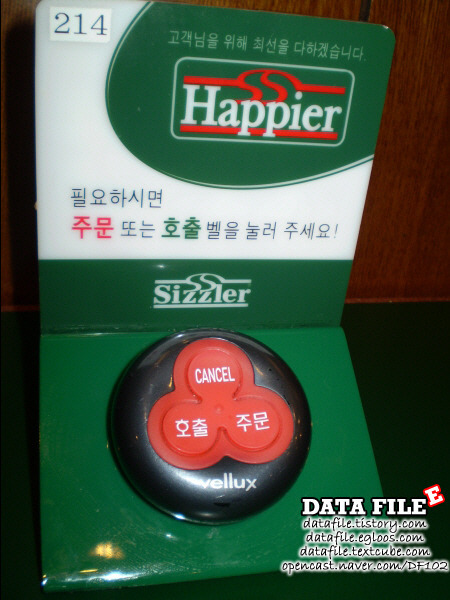 214
고객님을 위해 최선을 다하겠습니다.
Happier
필요하시면
주문 또는 호출 벨을 눌러 주세요!
Sizzler
CANCEL
호출 주문
vellux
DATA FILE E
datafile.tistory.com
datafile.egloos.com
datafile.textcube.com
opencast.naver.com/DF102